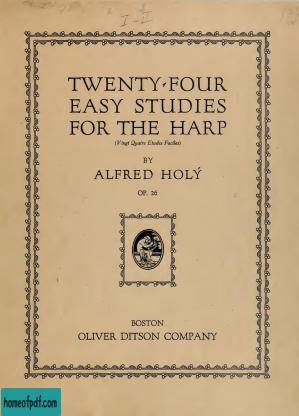 I-II
TWENTY-FOUR
EASY STUDIES
FOR THE HARP
(Vingt Quatre Etudes Faciles)
BY
ALFRED HOLÝ
OP. 26
BOSTON
OLIVER DITSON COMPANY
homeofpdf.com